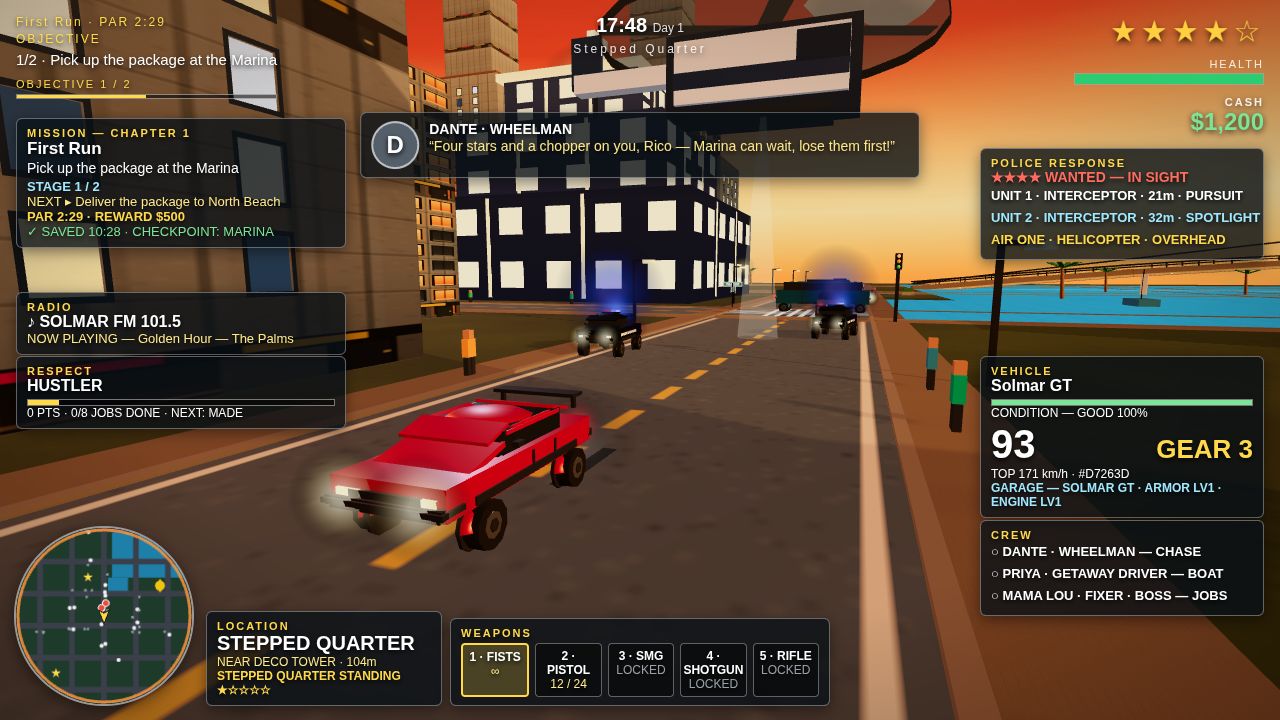 First Run · PAR 2:29
OBJECTIVE
1/2 · Pick up the package at the Marina
OBJECTIVE 1 / 2
MISSION — CHAPTER 1
First Run
Pick up the package at the Marina
STAGE 1 / 2
NEXT ▸ Deliver the package to North Beach
PAR 2:29 · REWARD $500
✓ SAVED 10:28 · CHECKPOINT: MARINA
RADIO
♪ SOLMAR FM 101.5
NOW PLAYING — Golden Hour — The Palms
RESPECT
HUSTLER
0 PTS · 0/8 JOBS DONE · NEXT: MADE
17:48 Day 1
Stepped Quarter
D
DANTE · WHEELMAN
“Four stars and a chopper on you, Rico — Marina can wait, lose them first!”
★★★★☆
HEALTH
CASH
$1,200
POLICE RESPONSE
★★★★ WANTED — IN SIGHT
UNIT 1 · INTERCEPTOR · 21m · PURSUIT
UNIT 2 · INTERCEPTOR · 32m · SPOTLIGHT
AIR ONE · HELICOPTER · OVERHEAD
VEHICLE
Solmar GT
CONDITION — GOOD 100%
93 GEAR 3
TOP 171 km/h · #D7263D
GARAGE — SOLMAR GT · ARMOR LV1 ·
ENGINE LV1
CREW
○ DANTE · WHEELMAN — CHASE
○ PRIYA · GETAWAY DRIVER — BOAT
○ MAMA LOU · FIXER · BOSS — JOBS
LOCATION
STEPPED QUARTER
NEAR DECO TOWER · 104m
STEPPED QUARTER STANDING
★☆☆☆☆
WEAPONS
1 · FISTS
∞
2 ·
PISTOL
12 / 24
3 · SMG
LOCKED
4 ·
SHOTGUN
LOCKED
5 · RIFLE
LOCKED